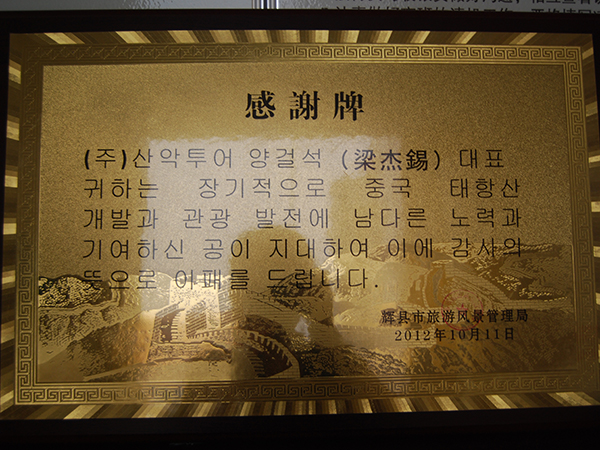 感謝牌
(주)산악투어 양걸석 (梁杰錫) 대표
귀하는 장기적으로 중국 태항산
개발과 관광 발전에 남다른 노력과
기여하신 공이 지대하여 이에 감사의
뜻으로 아패를 드립니다.
辉县市旅游风景管理局
2012年10月11日